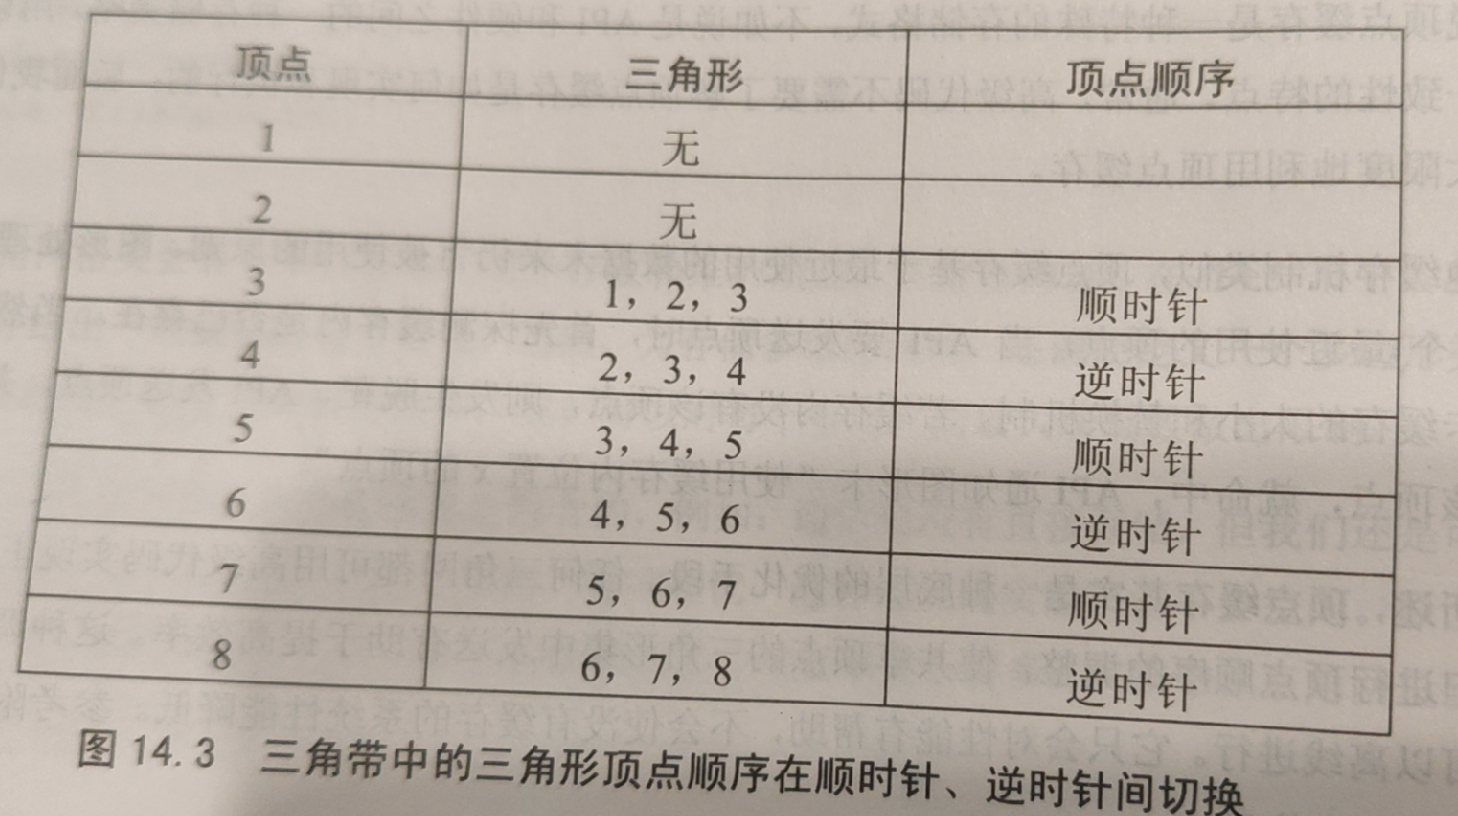 顶点 三角形 顶点顺序
1 无
2 无
3 1，2，3 顺时针
4 2，3，4 逆时针
5 3，4，5 顺时针
6 4，5，6 逆时针
7 5，6，7 顺时针
8 6，7，8 逆时针
图 14.3 三角带中的三角形顶点顺序在顺时针、逆时针间切换